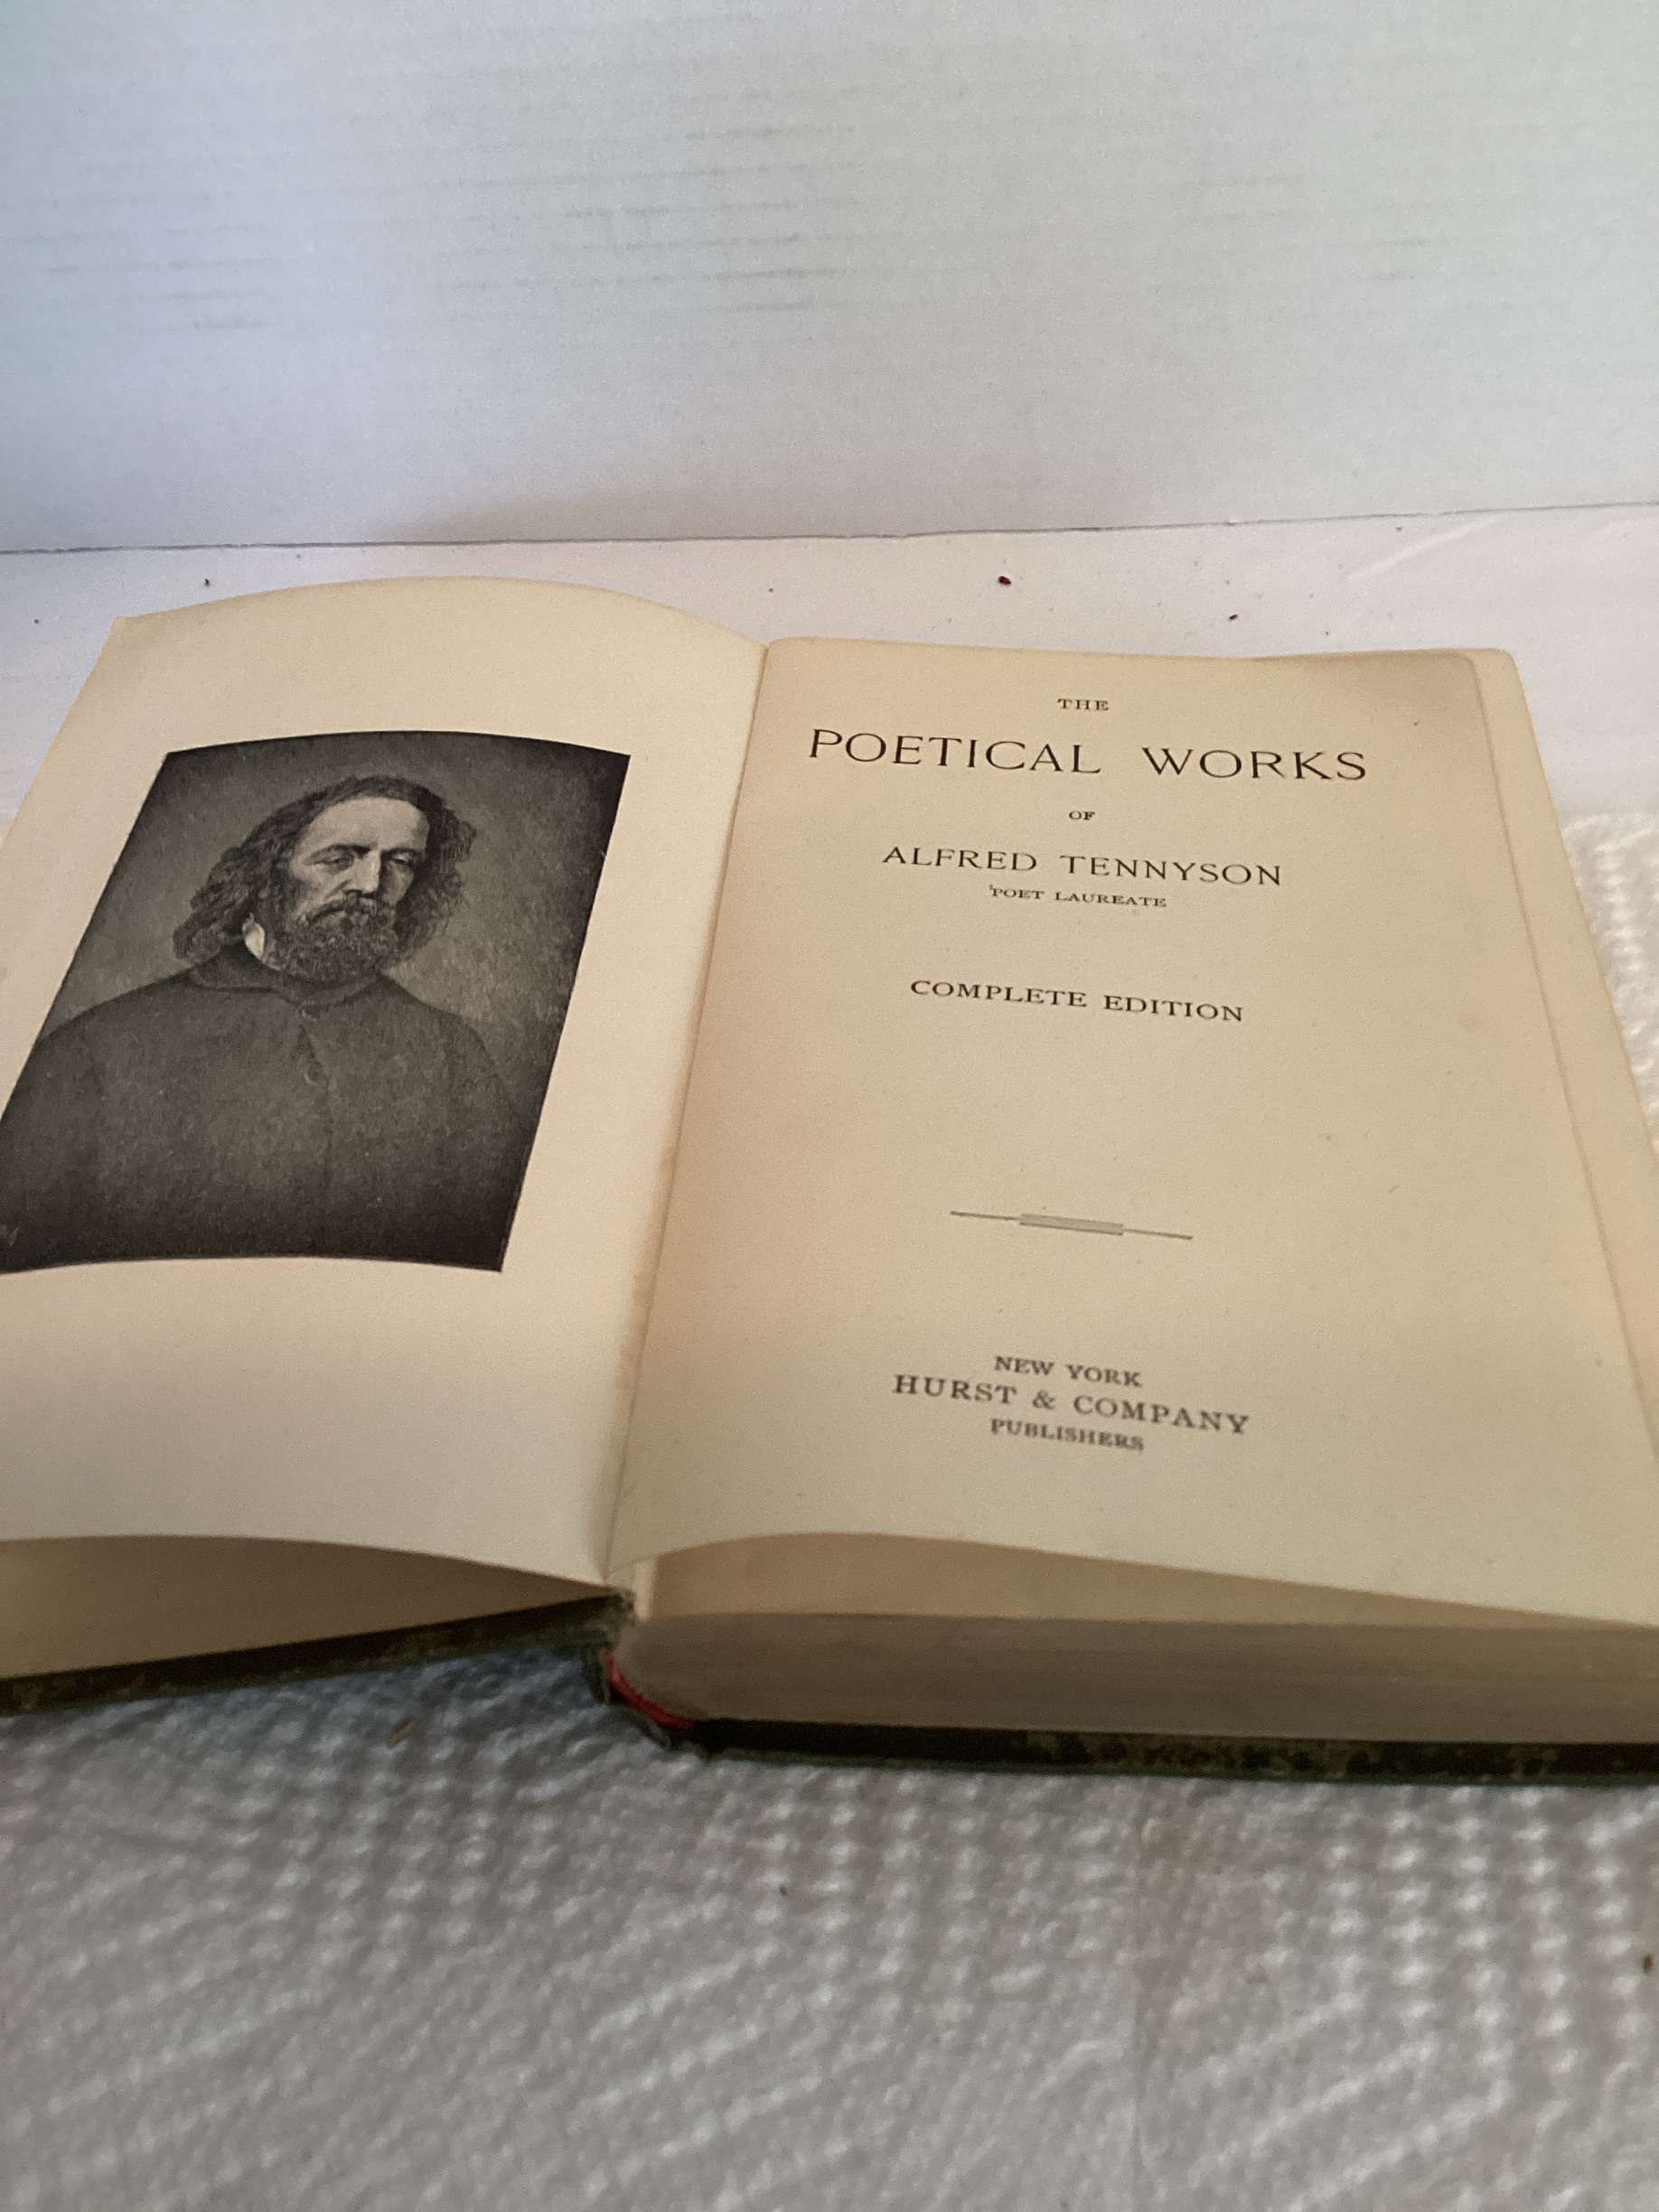 THE
POETICAL WORKS
OF
ALFRED TENNYSON
POET LAUREATE
COMPLETE EDITION
NEW YORK
HURST & COMPANY
PUBLISHERS